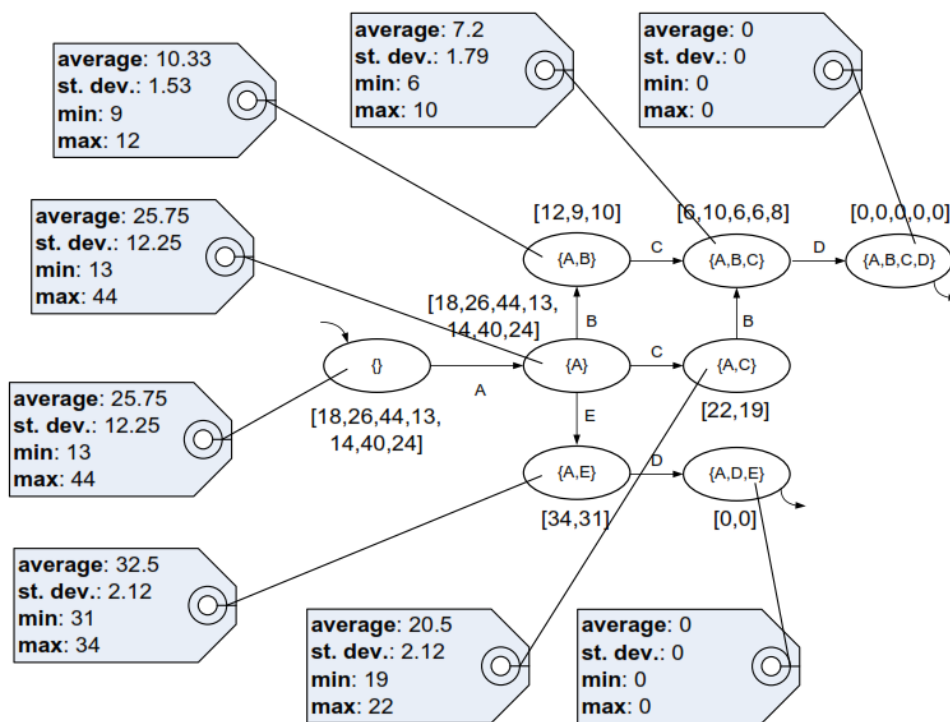 average: 10.33
st. dev.: 1.53
min: 9
max: 12
average: 7.2
st. dev.: 1.79
min: 6
max: 10
average: 0
st. dev.: 0
min: 0
max: 0
average: 25.75
st. dev.: 12.25
min: 13
max: 44
[12,9,10]
[6,10,6,6,8]
[0,0,0,0,0]
{A,B}
C
{A,B,C}
D
{A,B,C,D}
[18,26,44,13,
14,40,24]
B
B
{}
A
{A}
C
{A,C}
[18,26,44,13,
14,40,24]
[22,19]
average: 25.75
st. dev.: 12.25
min: 13
max: 44
E
{A,E}
D
{A,D,E}
[34,31]
[0,0]
average: 32.5
st. dev.: 2.12
min: 31
max: 34
average: 20.5
st. dev.: 2.12
min: 19
max: 22
average: 0
st. dev.: 0
min: 0
max: 0